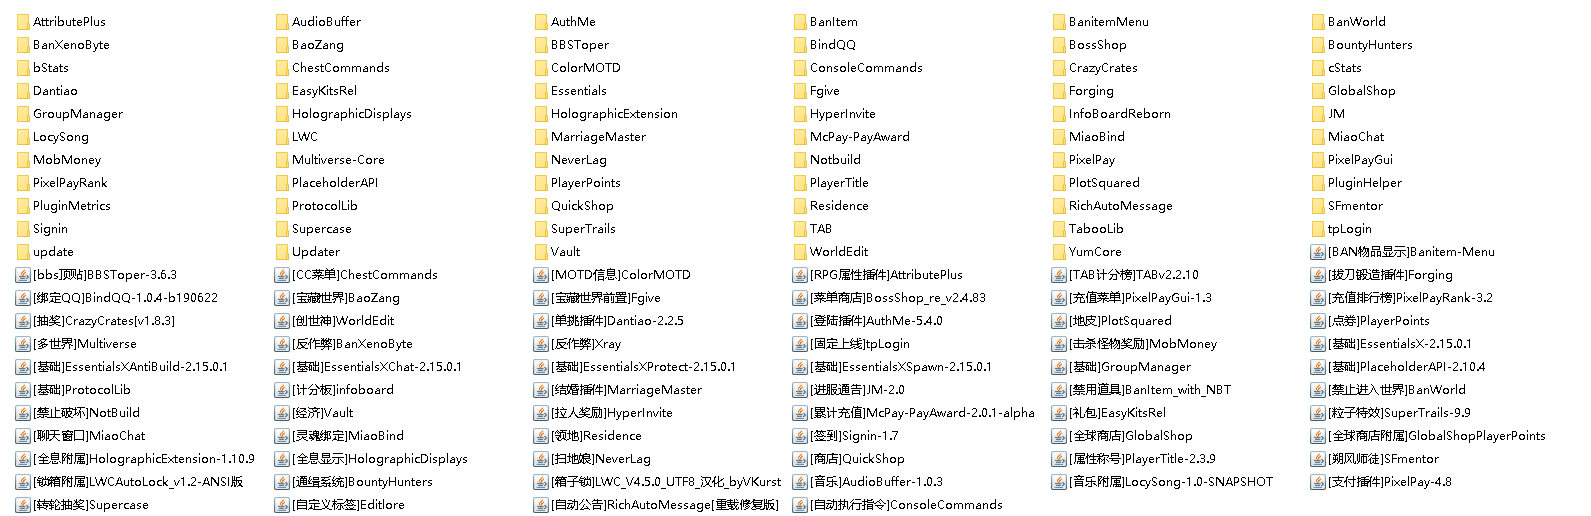 AttributePlus AudioBuffer AuthMe BanItem BanitemMenu BanWorld
BanXenoByte BaoZang BBSToper BindQQ BossShop BountyHunters
bStats ChestCommands ColorMOTD ConsoleCommands CrazyCrates cStats
Dantiao EasyKitsRel Essentials Fgive Forging GlobalShop
GroupManager HolographicDisplays HolographicExtension HyperInvite InfoBoardReborn JM
LocySong LWC MarriageMaster McPay-PayAward MiaoBind MiaoChat
MobMoney Multiverse-Core NeverLag Notbuild PixelPay PixelPayGui
PixelPayRank PlaceholderAPI PlayerPoints PlayerTitle PlotSquared PluginHelper
PluginMetrics ProtocolLib QuickShop Residence RichAutoMessage SFmentor
Signin Supercase SuperTrails TAB TabooLib tpLogin
update Updater Vault WorldEdit YumCore [BAN物品显示]Banitem-Menu
[bbs顶贴]BBSToper-3.6.3 [CC菜单]ChestCommands [MOTD信息]ColorMOTD [RPG属性插件]AttributePlus [TAB计分榜]TABv2.2.10 [拔刀锻造插件]Forging
[绑定QQ]BindQQ-1.0.4-b190622 [宝藏世界]BaoZang [宝藏世界前置]Fgive [菜单商店]BossShop_re_v2.4.83 [充值菜单]PixelPayGui-1.3 [充值排行榜]PixelPayRank-3.2
[抽奖]CrazyCrates[v1.8.3] [创世神]WorldEdit [单挑插件]Dantiao-2.2.5 [登陆插件]AuthMe-5.4.0 [地皮]PlotSquared [点券]PlayerPoints
[多世界]Multiverse [反作弊]BanXenoByte [反作弊]Xray [固定上线]tpLogin [击杀怪物奖励]MobMoney [基础]EssentialsX-2.15.0.1
[基础]EssentialsXAntiBuild-2.15.0.1 [基础]EssentialsXChat-2.15.0.1 [基础]EssentialsXProtect-2.15.0.1 [基础]EssentialsXSpawn-2.15.0.1 [基础]GroupManager [基础]PlaceholderAPI-2.10.4
[基础]ProtocolLib [计分板]infoboard [结婚插件]MarriageMaster [进服通告]JM-2.0 [禁用道具]BanItem_with_NBT [禁止进入世界]BanWorld
[禁止破坏]NotBuild [经济]Vault [拉人奖励]HyperInvite [累计充值]McPay-PayAward-2.0.1-alpha [礼包]EasyKitsRel [粒子特效]SuperTrails-9.9
[聊天窗口]MiaoChat [灵魂绑定]MiaoBind [领地]Residence [签到]Signin-1.7 [全球商店]GlobalShop [全球商店附属]GlobalShopPlayerPoints
[全息附属]HolographicExtension-1.10.9 [全息显示]HolographicDisplays [扫地娘]NeverLag [商店]QuickShop [属性称号]PlayerTitle-2.3.9 [朔风师徒]SFmentor
[锁箱附属]LWCAutoLock_v1.2-ANSI版 [通缉系统]BountyHunters [箱子锁]LWC_V4.5.0_UTF8_汉化_byVKurst [音乐]AudioBuffer-1.0.3 [音乐附属]LocySong-1.0-SNAPSHOT [支付插件]PixelPay-4.8
[转轮抽奖]Supercase [自定义标签]Editlore [自动公告]RichAutoMessage[重载修复版] [自动执行指令]ConsoleCommands